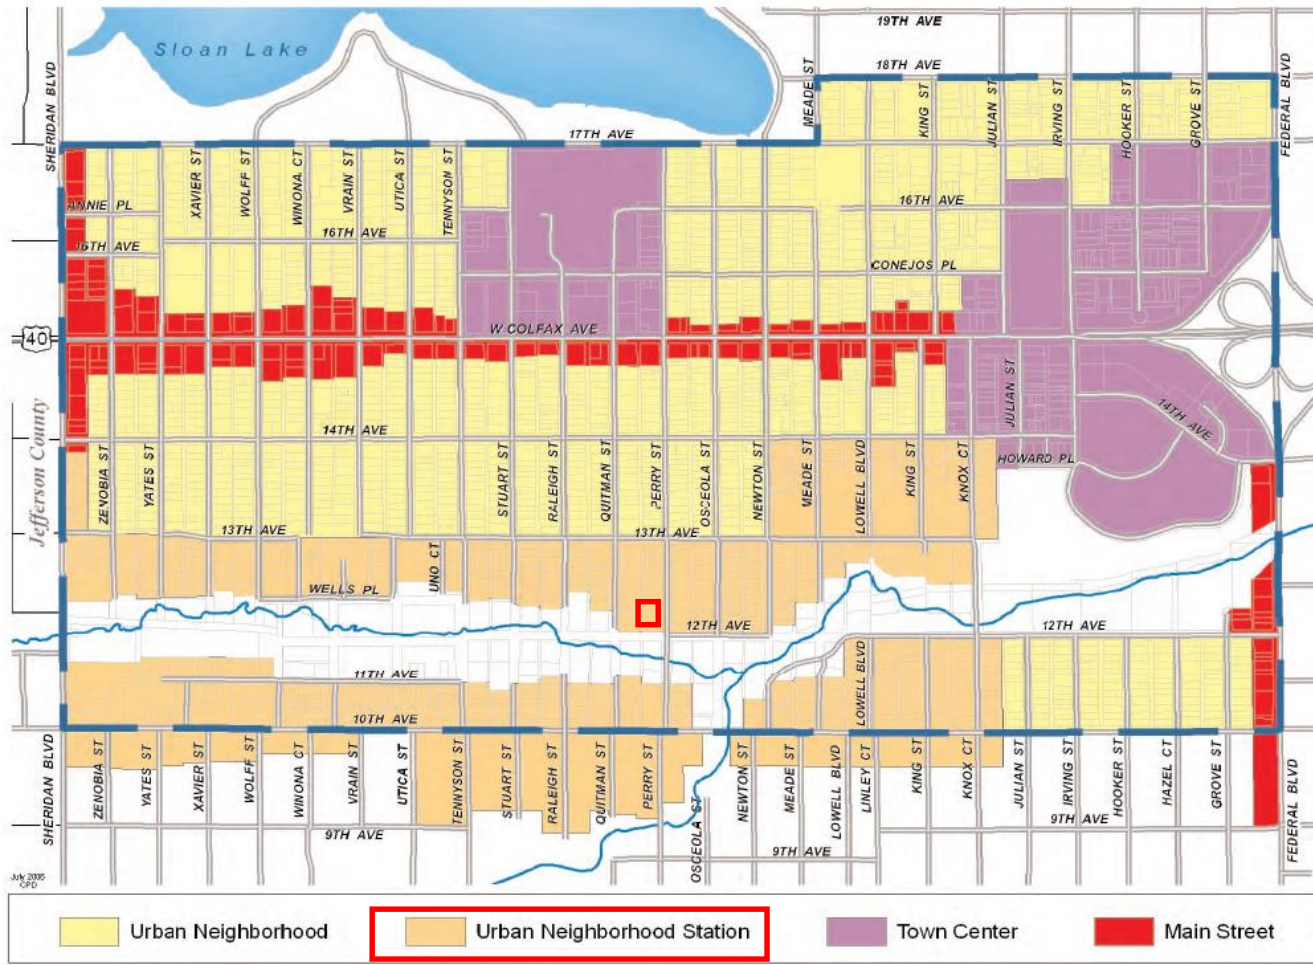 19TH AVE
Sloan Lake
18TH AVE
SHERIDAN BLVD
MEADE ST
KING ST
JULIAN ST
IRVING ST
HOOKER ST
GROVE ST
FEDERAL BLVD
17TH AVE
XAVIER ST
WOLFF ST
WINONA CT
VRAIN ST
UTICA ST
TENNYSON ST
ANNIE PL
16TH AVE
16TH AVE
16TH AVE
CONEJOS PL
W COLFAX AVE
40
JULIAN ST
14TH AVE
14TH AVE
Jefferson County
HOWARD PL
ZENOBIA ST
YATES ST
STUART ST
RALEIGH ST
QUITMAN ST
PERRY ST
OSCEOLA ST
NEWTON ST
MEADE ST
LOWELL BLVD
KING ST
KNOX CT
13TH AVE
13TH AVE
UNO CT
WELLS PL
12TH AVE
12TH AVE
11TH AVE
LOWELL BLVD
10TH AVE
SHERIDAN BLVD
ZENOBIA ST
YATES ST
XAVIER ST
WOLFF ST
WINONA CT
VRAIN ST
UTICA ST
TENNYSON ST
STUART ST
RALEIGH ST
QUITMAN ST
PERRY ST
OSCEOLA ST
NEWTON ST
MEADE ST
LOWELL BLVD
LINLEY CT
KING ST
KNOX CT
JULIAN ST
IRVING ST
HOOKER ST
HAZEL CT
GROVE ST
FEDERAL BLVD
9TH AVE
9TH AVE
9TH AVE
CPD
Urban Neighborhood
Urban Neighborhood Station
Town Center
Main Street